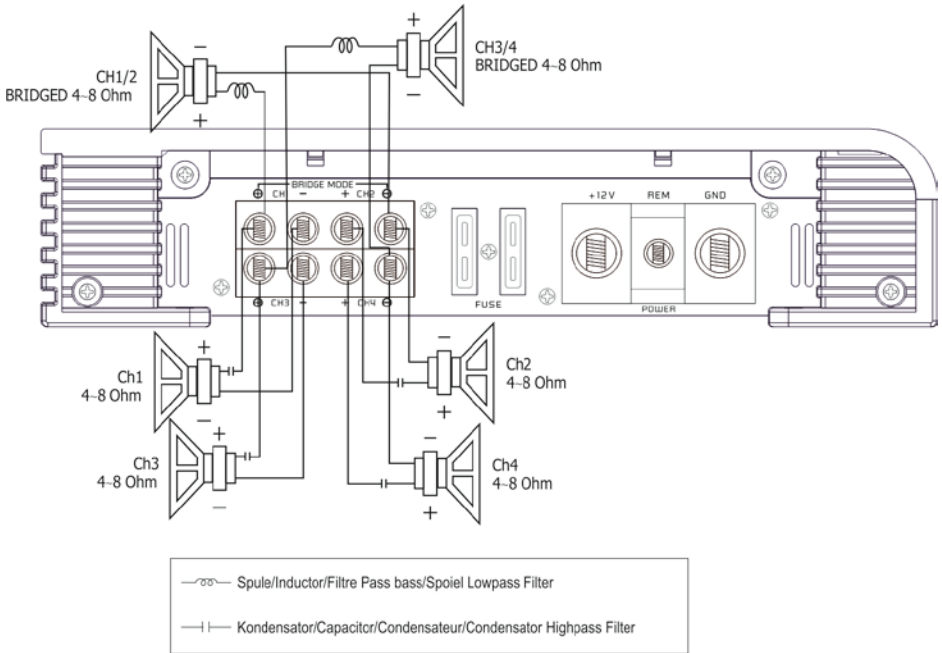 +
CH3/4
BRIDGED 4~8 Ohm
−
−
CH1/2
BRIDGED 4~8 Ohm
+
BRIDGE MODE
⊕ CH1 − + CH2 ⊖
+12V REM GND
⊕ CH3 − + CH4 ⊖
FUSE
POWER
+
Ch1
4~8 Ohm
−
−
Ch2
4~8 Ohm
+
+
Ch3
4~8 Ohm
−
−
Ch4
4~8 Ohm
+
Spule/Inductor/Filtre Pass bass/Spoiel Lowpass Filter
Kondensator/Capacitor/Condensateur/Condensator Highpass Filter